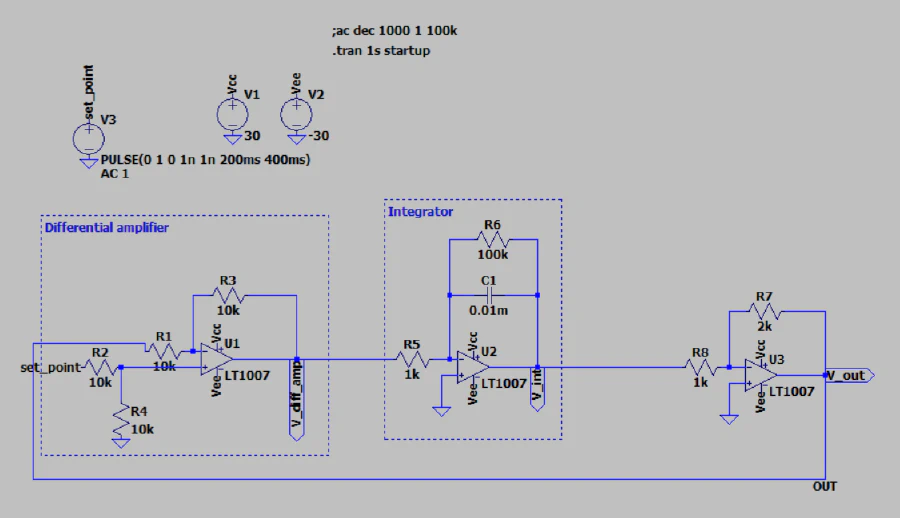 ;ac dec 1000 1 100k
.tran 1s startup
set_point
V3
PULSE(0 1 0 1n 1n 200ms 400ms)
AC 1
Vcc
V1
30
Vee
V2
-30
Differential amplifier
R3
10k
R1
10k
R2
10k
set_point
R4
10k
Vcc
U1
LT1007
Vee
V_diff_amp
Integrator
R6
100k
C1
0.01m
R5
1k
Vcc
U2
LT1007
Vee
V_int
R7
2k
R8
1k
Vcc
U3
LT1007
Vee
V_out
OUT